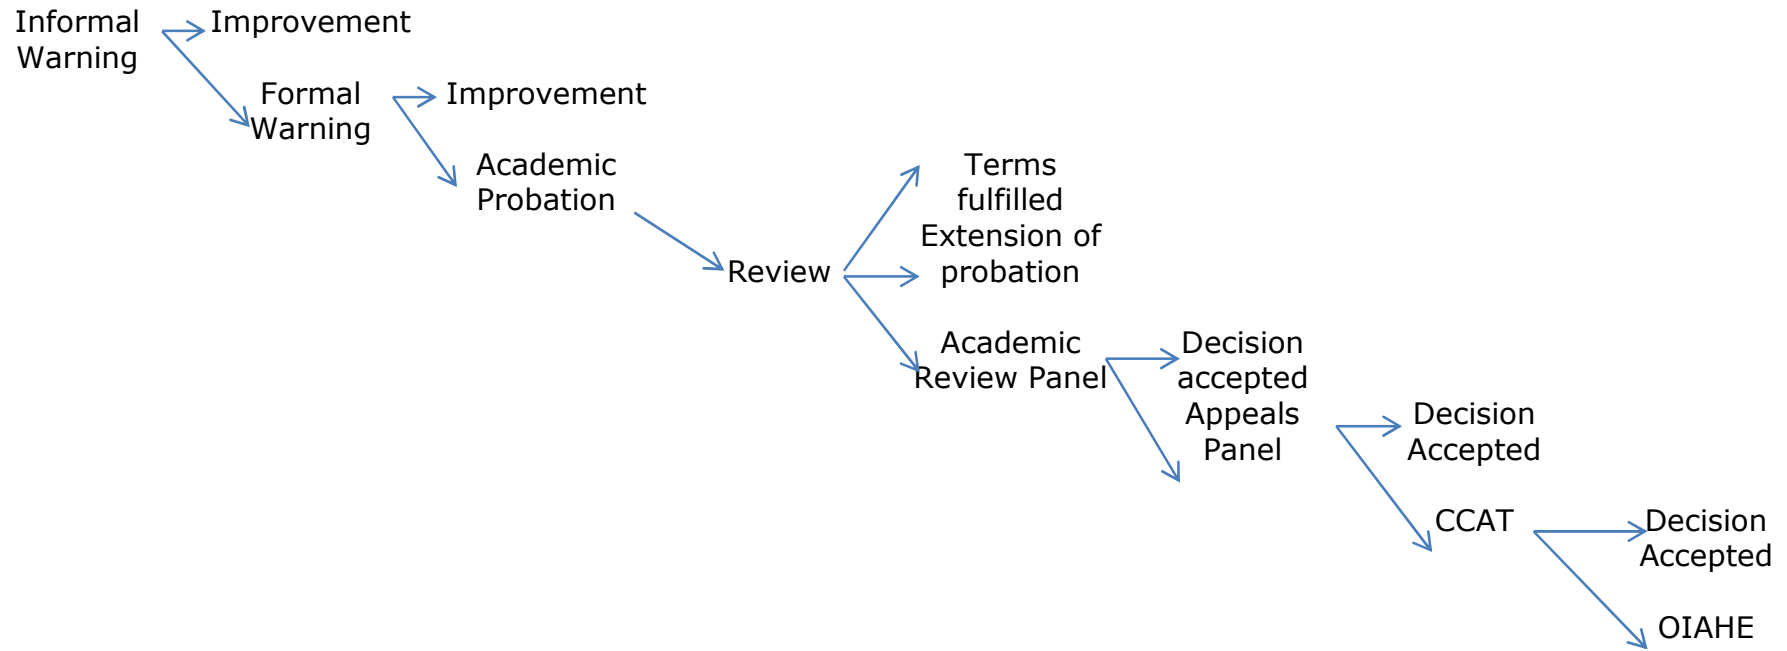 Informal
Warning
Improvement
Formal
Warning
Improvement
Academic
Probation
Review
Terms
fulfilled
Extension of
probation
Academic
Review Panel
Decision
accepted
Appeals
Panel
Decision
Accepted
CCAT
Decision
Accepted
OIAHE